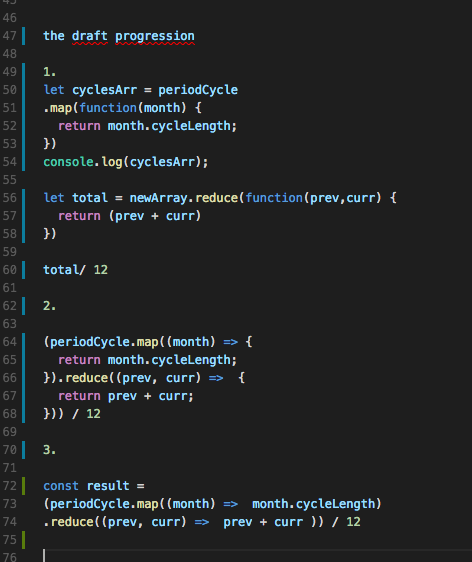 46
47 the draft progression
48
49 1.
50 let cyclesArr = periodCycle
51 .map(function(month) {
52   return month.cycleLength;
53 })
54 console.log(cyclesArr);
55
56 let total = newArray.reduce(function(prev,curr) {
57   return (prev + curr)
58 })
59
60 total/ 12
61
62 2.
63
64 (periodCycle.map((month) => {
65   return month.cycleLength;
66 }).reduce((prev, curr) =>  {
67   return prev + curr;
68 })) / 12
69
70 3.
71
72 const result =
73 (periodCycle.map((month) =>  month.cycleLength)
74 .reduce((prev, curr) =>  prev + curr )) / 12
75
76